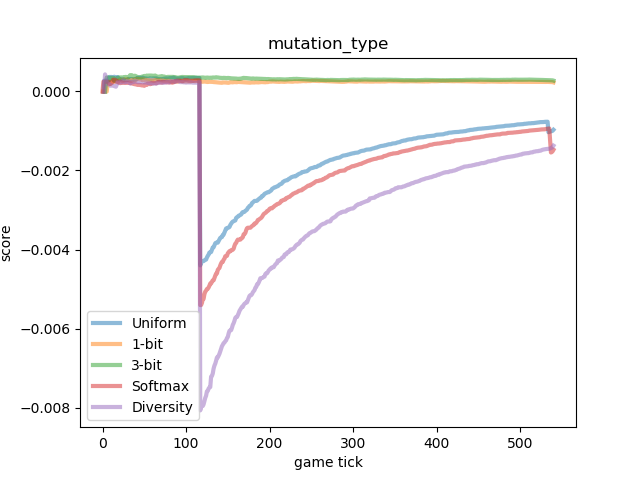 mutation_type
score
0.000
−0.002
−0.004
−0.006
−0.008
Uniform
1-bit
3-bit
Softmax
Diversity
0 100 200 300 400 500
game tick